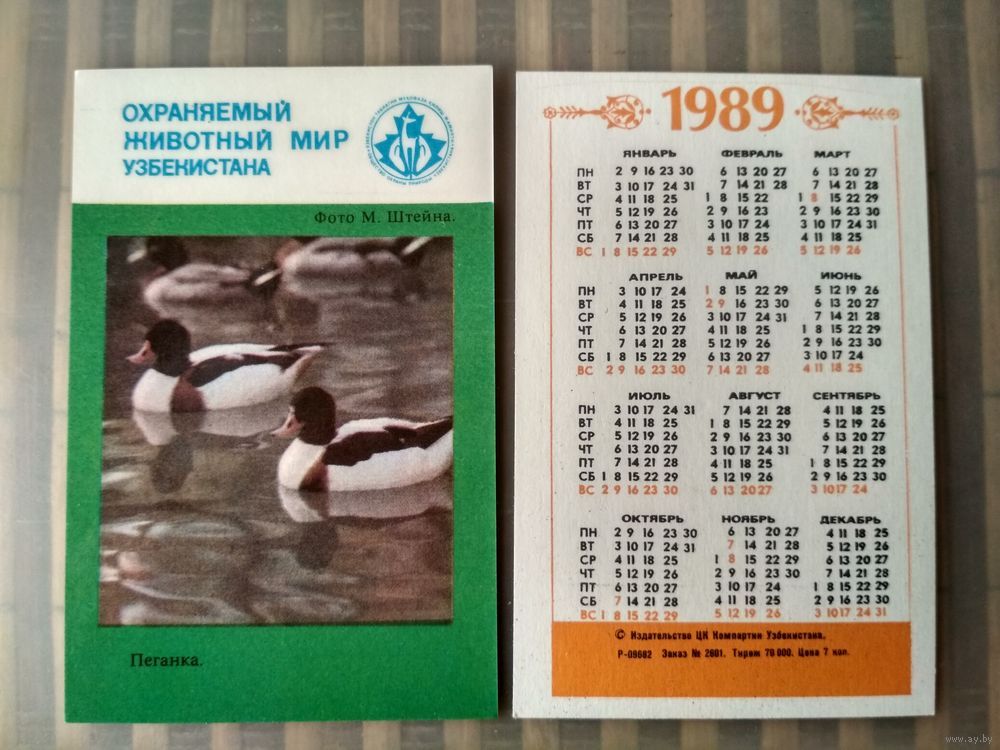 ОХРАНЯЕМЫЙ
ЖИВОТНЫЙ МИР
УЗБЕКИСТАНА
Фото М. Штейна.
Пеганка.
1989
ЯНВАРЬ ФЕВРАЛЬ МАРТ
ПН 2 9 16 23 30 6 13 20 27 6 13 20 27
ВТ 3 10 17 24 31 7 14 21 28 7 14 21 28
СР 4 11 18 25 1 8 15 22 1 8 15 22 29
ЧТ 5 12 19 26 2 9 16 23 2 9 16 23 30
ПТ 6 13 20 27 3 10 17 24 3 10 17 24 31
СБ 7 14 21 28 4 11 18 25 4 11 18 25
ВС 1 8 15 22 29 5 12 19 26 5 12 19 26
АПРЕЛЬ МАЙ ИЮНЬ
ПН 3 10 17 24 1 8 15 22 29 5 12 19 26
ВТ 4 11 18 25 2 9 16 23 30 6 13 20 27
СР 5 12 19 26 3 10 17 24 31 7 14 21 28
ЧТ 6 13 20 27 4 11 18 25 1 8 15 22 29
ПТ 7 14 21 28 5 12 19 26 2 9 16 23 30
СБ 1 8 15 22 29 6 13 20 27 3 10 17 24
ВС 2 9 16 23 30 7 14 21 28 4 11 18 25
ИЮЛЬ АВГУСТ СЕНТЯБРЬ
ПН 3 10 17 24 31 7 14 21 28 4 11 18 25
ВТ 4 11 18 25 1 8 15 22 29 5 12 19 26
СР 5 12 19 26 2 9 16 23 30 6 13 20 27
ЧТ 6 13 20 27 3 10 17 24 31 7 14 21 28
ПТ 7 14 21 28 4 11 18 25 1 8 15 22 29
СБ 1 8 15 22 29 5 12 19 26 2 9 16 23 30
ВС 2 9 16 23 30 6 13 20 27 3 10 17 24
ОКТЯБРЬ НОЯБРЬ ДЕКАБРЬ
ПН 2 9 16 23 30 6 13 20 27 4 11 18 25
ВТ 3 10 17 24 31 7 14 21 28 5 12 19 26
СР 4 11 18 25 1 8 15 22 29 6 13 20 27
ЧТ 5 12 19 26 2 9 16 23 30 7 14 21 28
ПТ 6 13 20 27 3 10 17 24 1 8 15 22 29
СБ 7 14 21 28 4 11 18 25 2 9 16 23 30
ВС 1 8 15 22 29 5 12 19 26 3 10 17 24 31
© Издательство ЦК Компартии Узбекистана.
Р-09682 Заказ № 2601. Тираж 70 000. Цена 7 коп.
www.ay.by